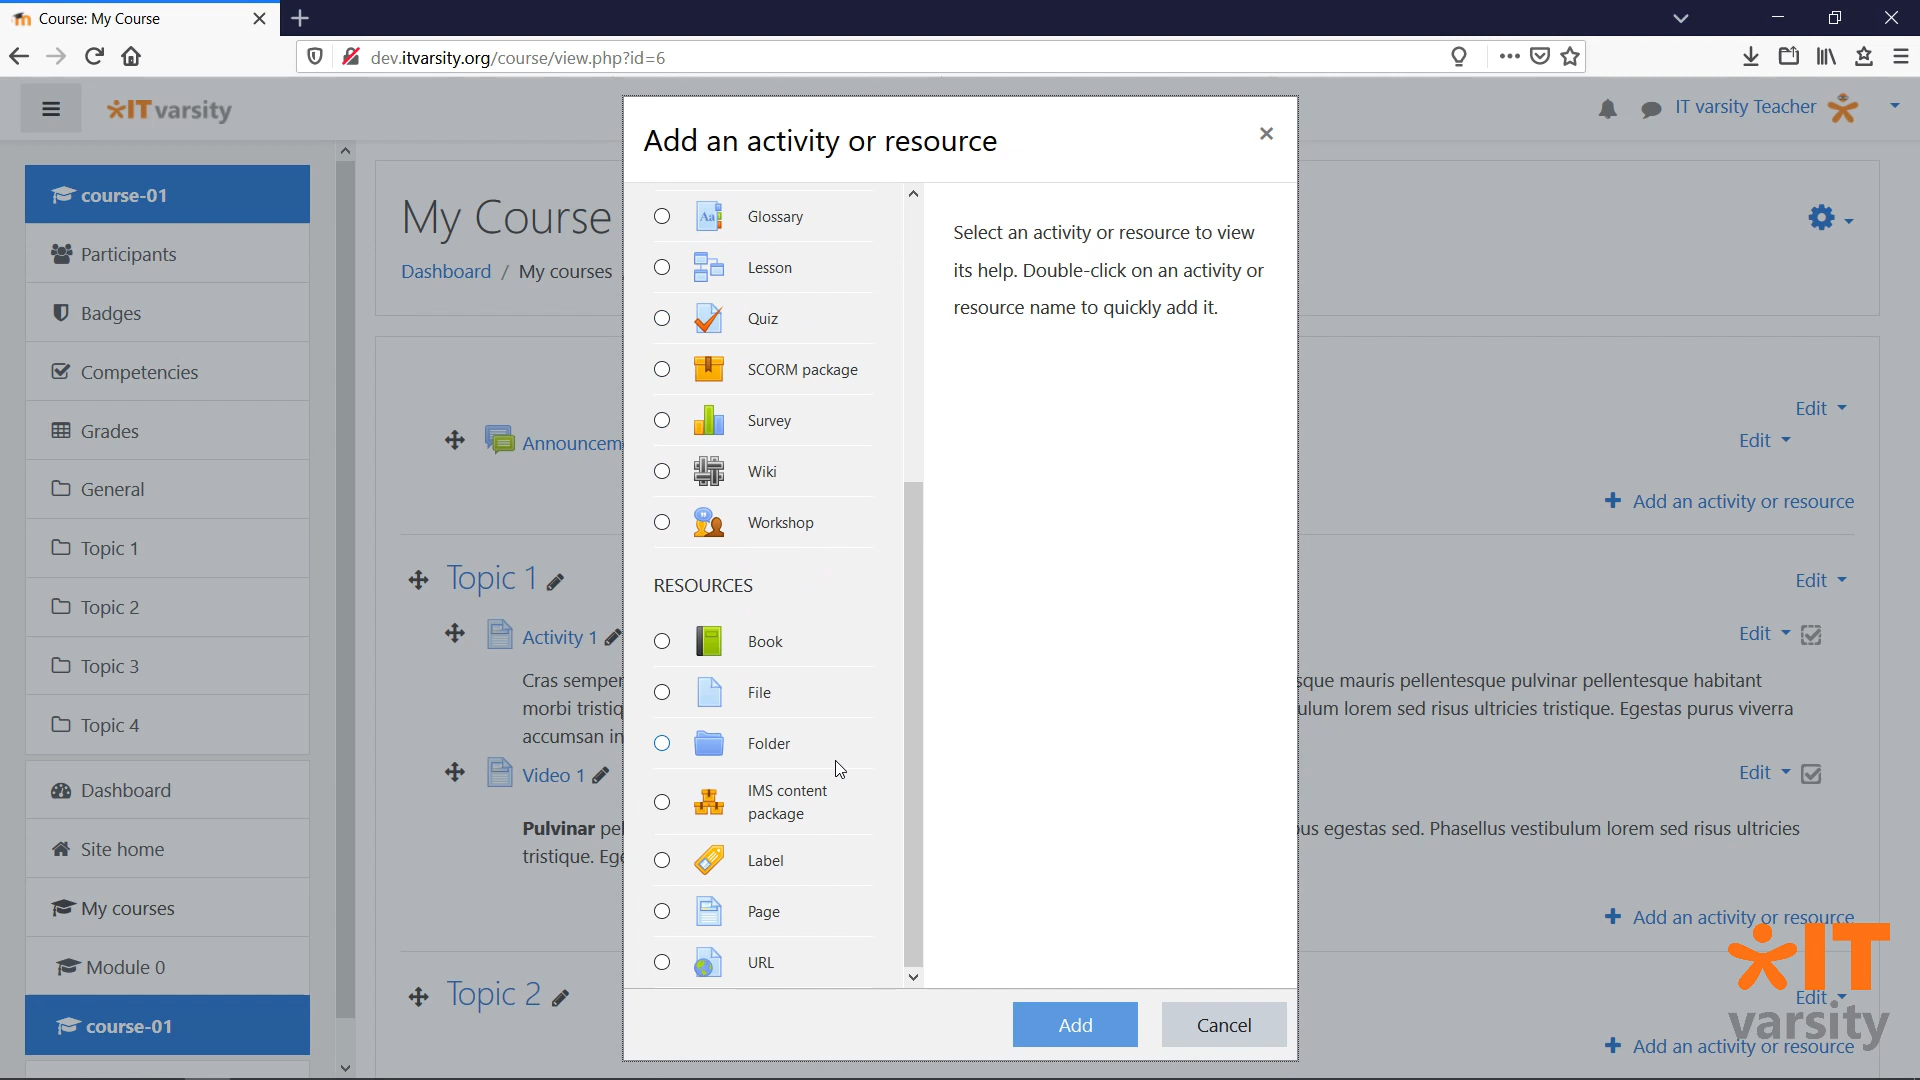 Course: My Course
dev.itvarsity.org/course/view.php?id=6
IT varsity
IT varsity Teacher
course-01
Participants
Badges
Competencies
Grades
General
Topic 1
Topic 2
Topic 3
Topic 4
Dashboard
Site home
My courses
Module 0
course-01
My Course
Dashboard / My courses
Edit
Announcem
Edit
Add an activity or resource
Topic 1
Edit
Activity 1
Edit
Cras semper
sque mauris pellentesque pulvinar pellentesque habitant
morbi tristiq
ulum lorem sed risus ultricies tristique. Egestas purus viverra
accumsan in
Video 1
Edit
Pulvinar pel
us egestas sed. Phasellus vestibulum lorem sed risus ultricies
tristique. Ege
Add an activity or resource
Topic 2
Edit
Add an activity or resource
Add an activity or resource
Glossary
Lesson
Quiz
SCORM package
Survey
Wiki
Workshop
RESOURCES
Book
File
Folder
IMS content
package
Label
Page
URL
Select an activity or resource to view
its help. Double-click on an activity or
resource name to quickly add it.
Add
Cancel
IT
varsity